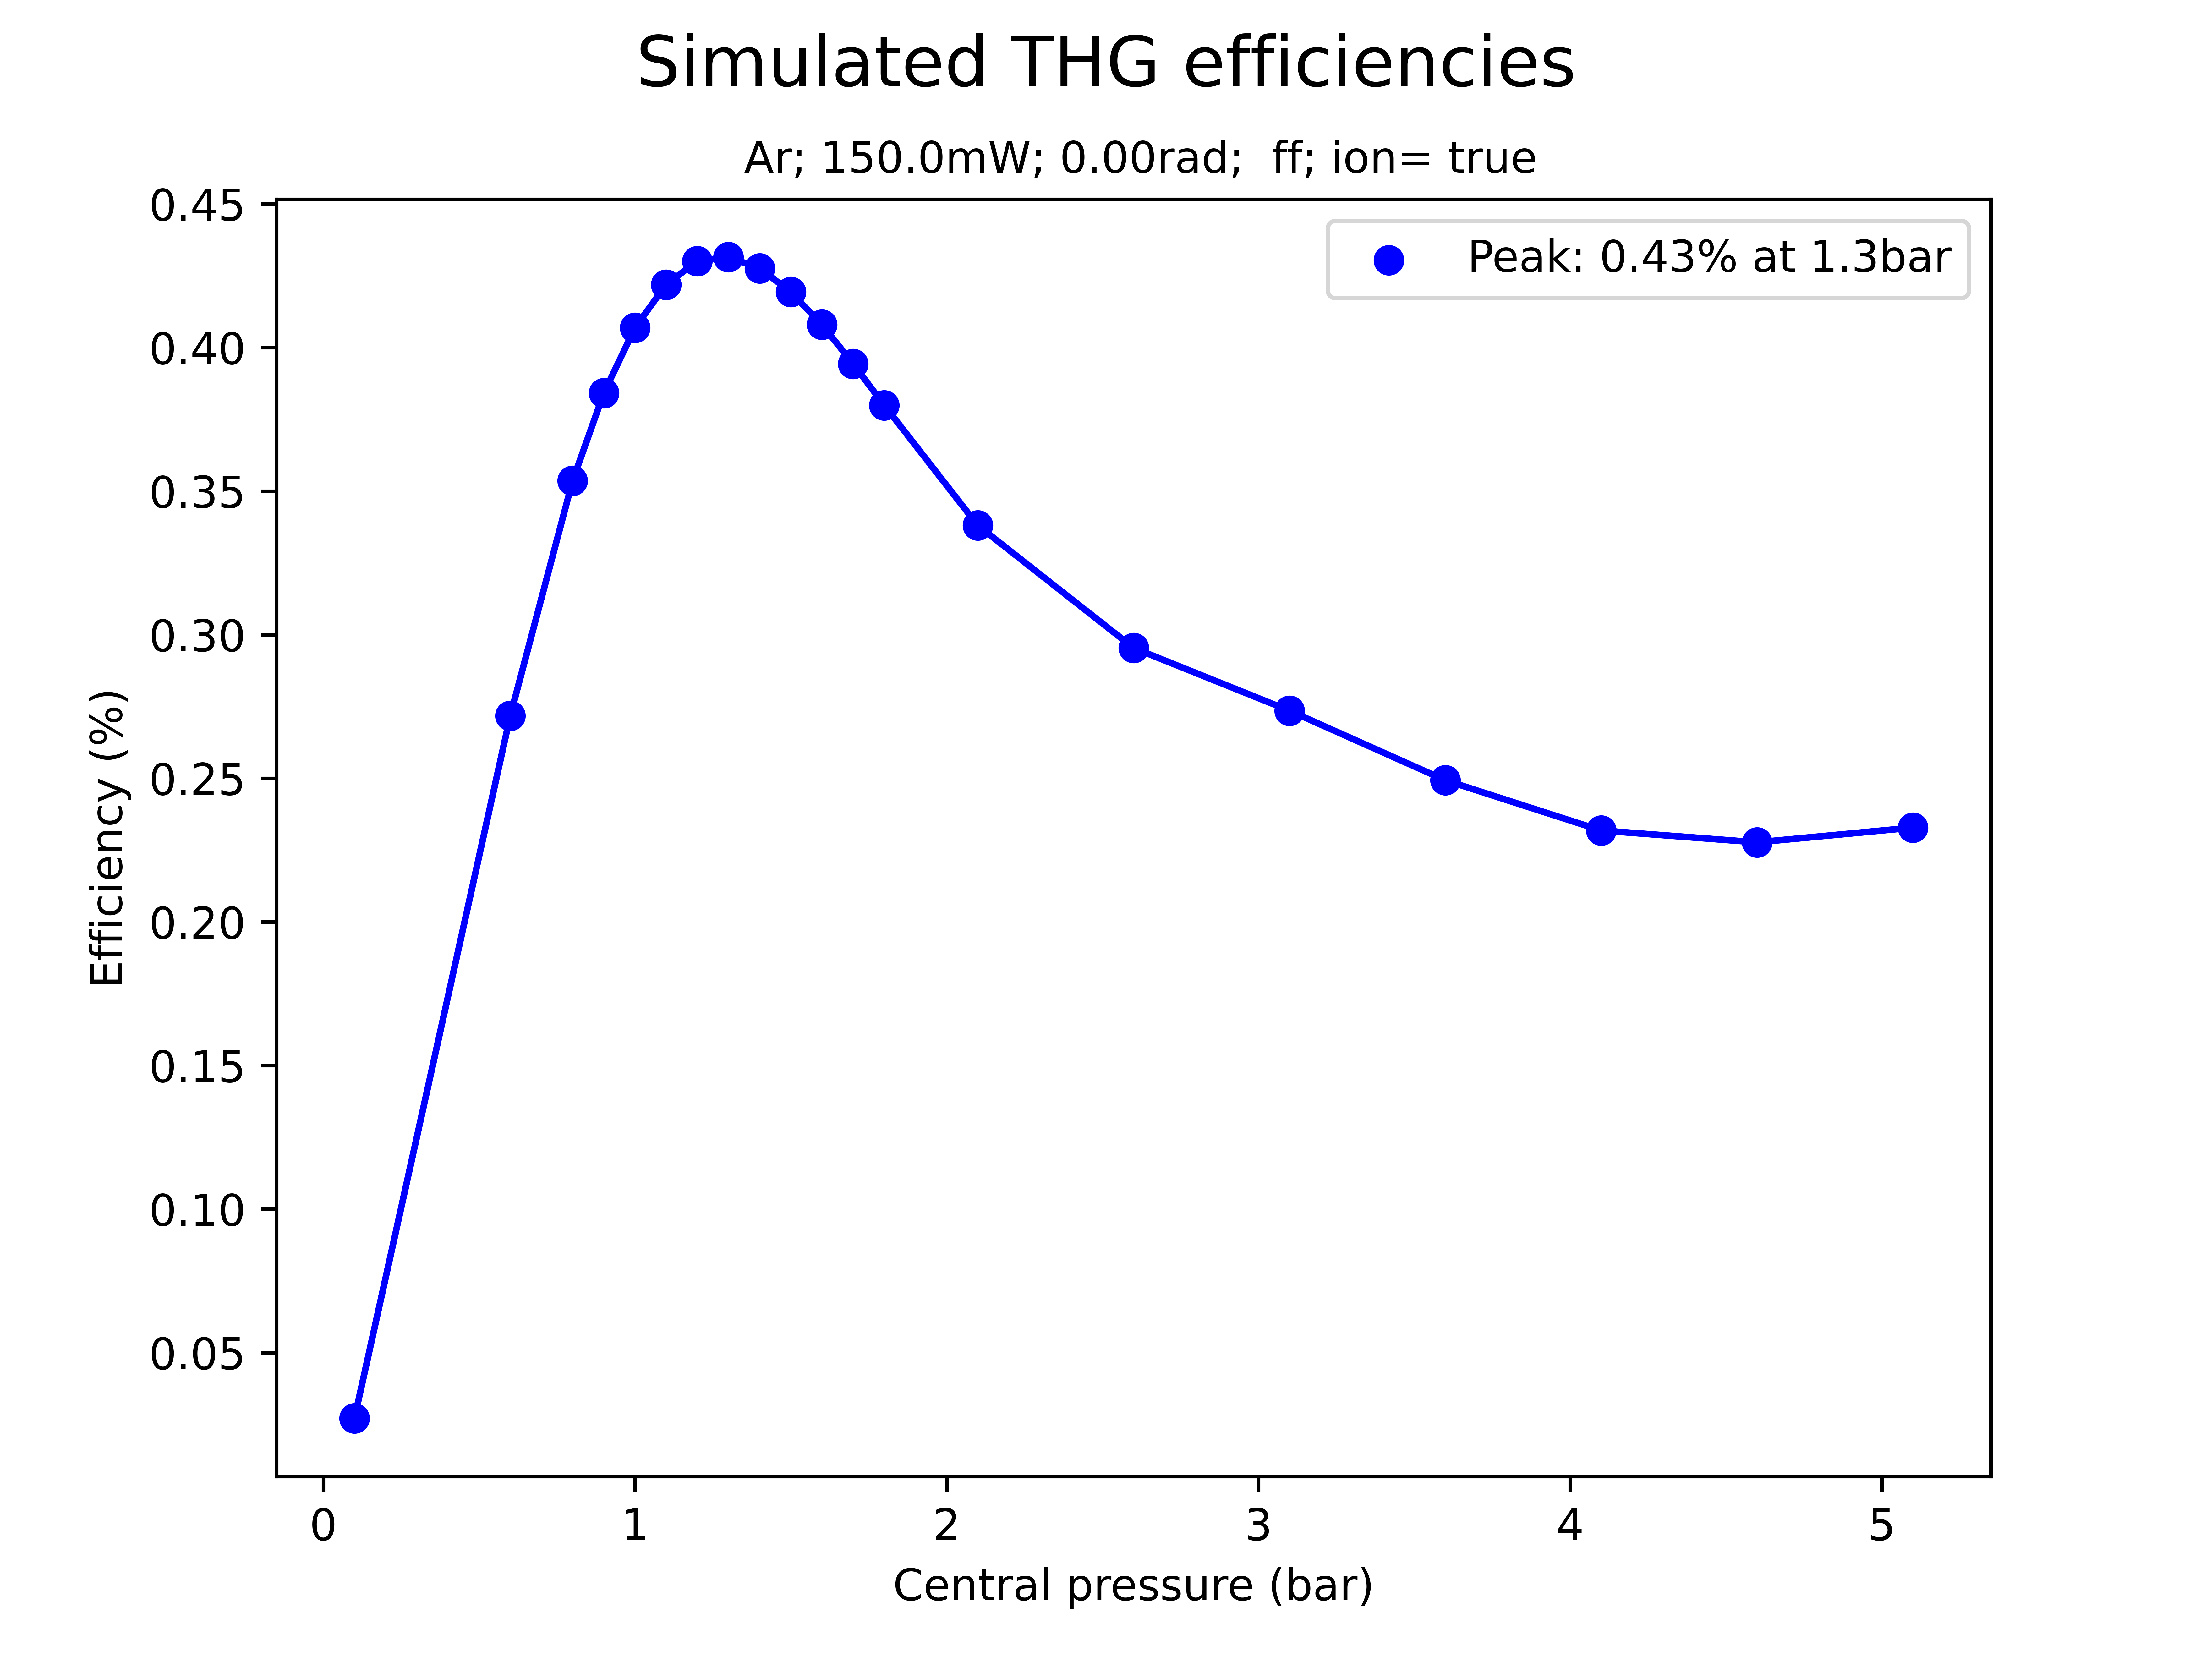 Simulated THG efficiencies
Ar; 150.0mW; 0.00rad;  ff; ion= true
Peak: 0.43% at 1.3bar
Efficiency (%)
0.45
0.40
0.35
0.30
0.25
0.20
0.15
0.10
0.05
0 1 2 3 4 5
Central pressure (bar)